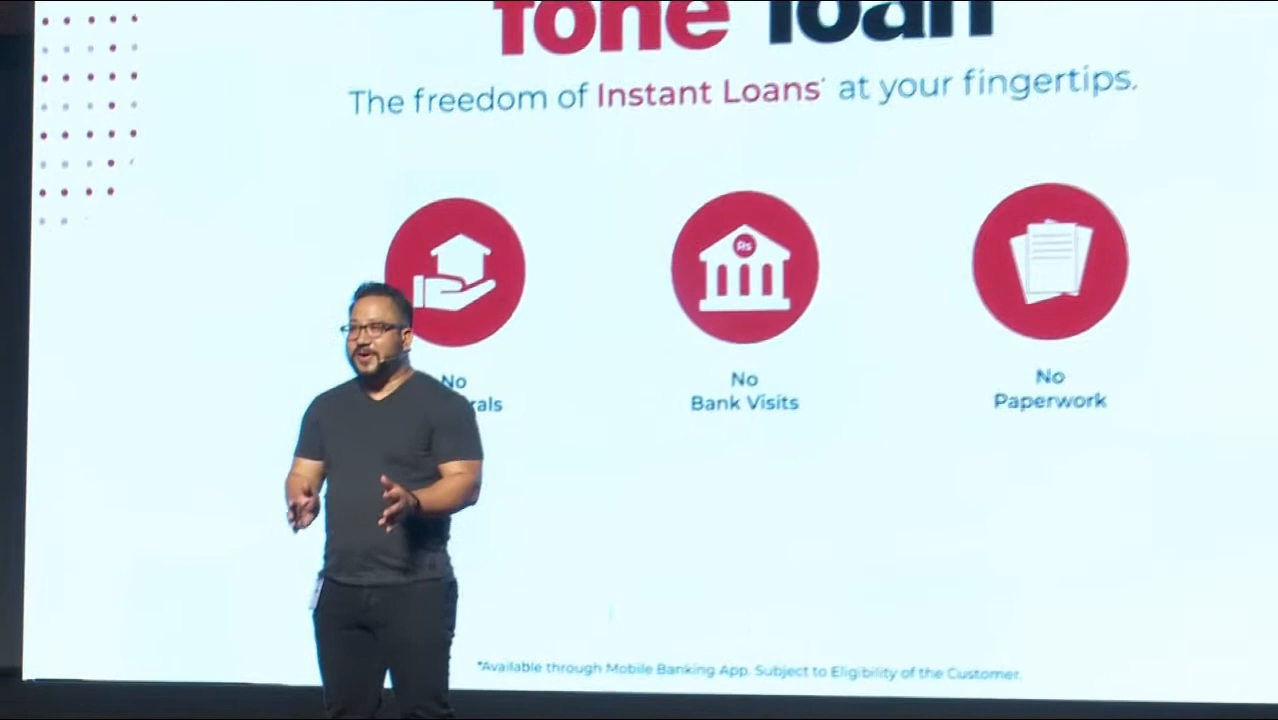 fone loan
The freedom of Instant Loans* at your fingertips.
Rs
No
No
Bank Visits
No
Paperwork
*Available through Mobile Banking App. Subject to Eligibility of the Customer.